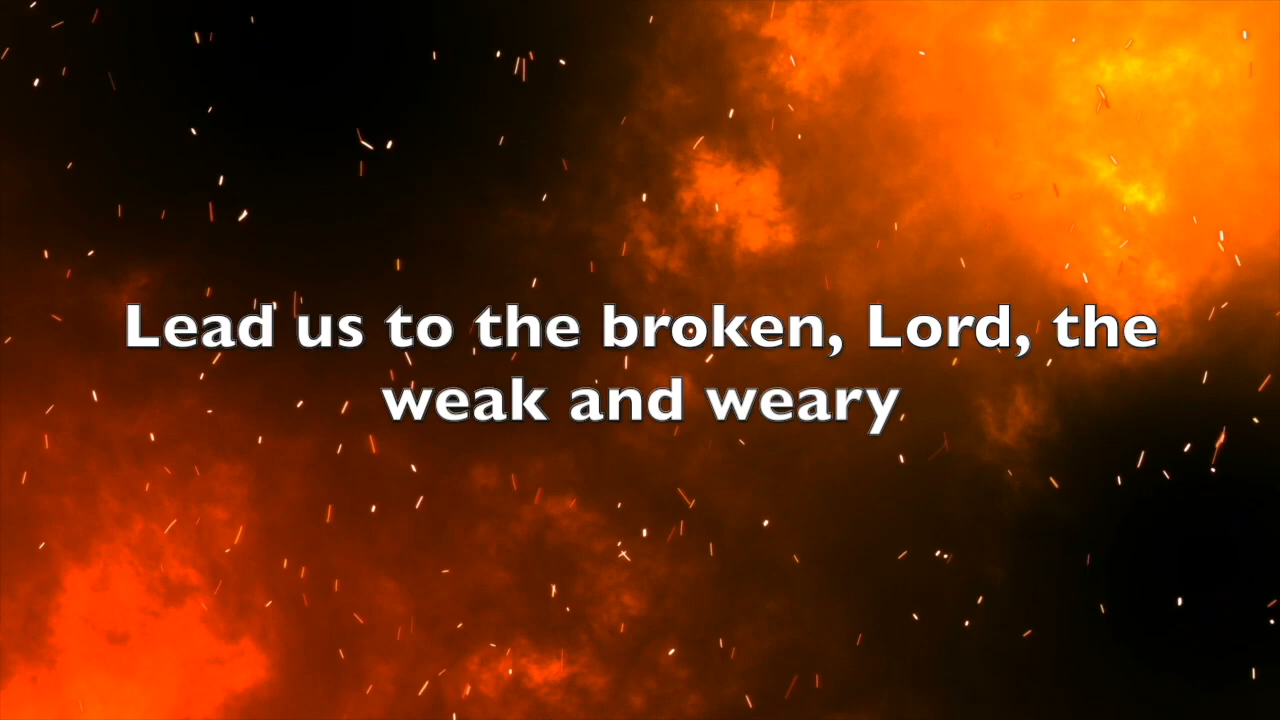 Lead us to the broken, Lord, the
weak and weary